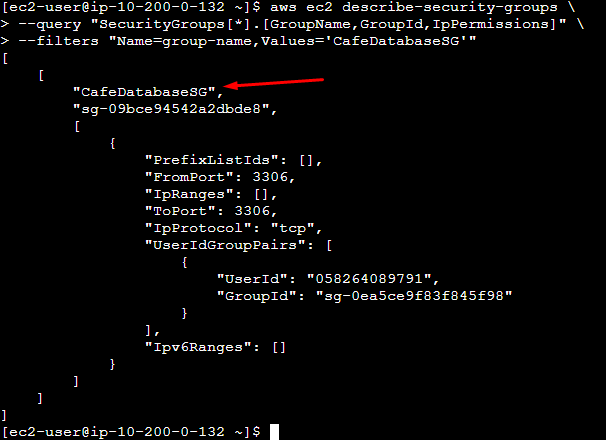 [ec2-user@ip-10-200-0-132 ~]$ aws ec2 describe-security-groups \
> --query "SecurityGroups[*].[GroupName,GroupId,IpPermissions]" \
> --filters "Name=group-name,Values='CafeDatabaseSG'"
[
    [
        "CafeDatabaseSG",
        "sg-09bce94542a2dbde8",
        [
            {
                "PrefixListIds": [],
                "FromPort": 3306,
                "IpRanges": [],
                "ToPort": 3306,
                "IpProtocol": "tcp",
                "UserIdGroupPairs": [
                    {
                        "UserId": "058264089791",
                        "GroupId": "sg-0ea5ce9f83f845f98"
                    }
                ],
                "Ipv6Ranges": []
            }
        ]
    ]
]
[ec2-user@ip-10-200-0-132 ~]$